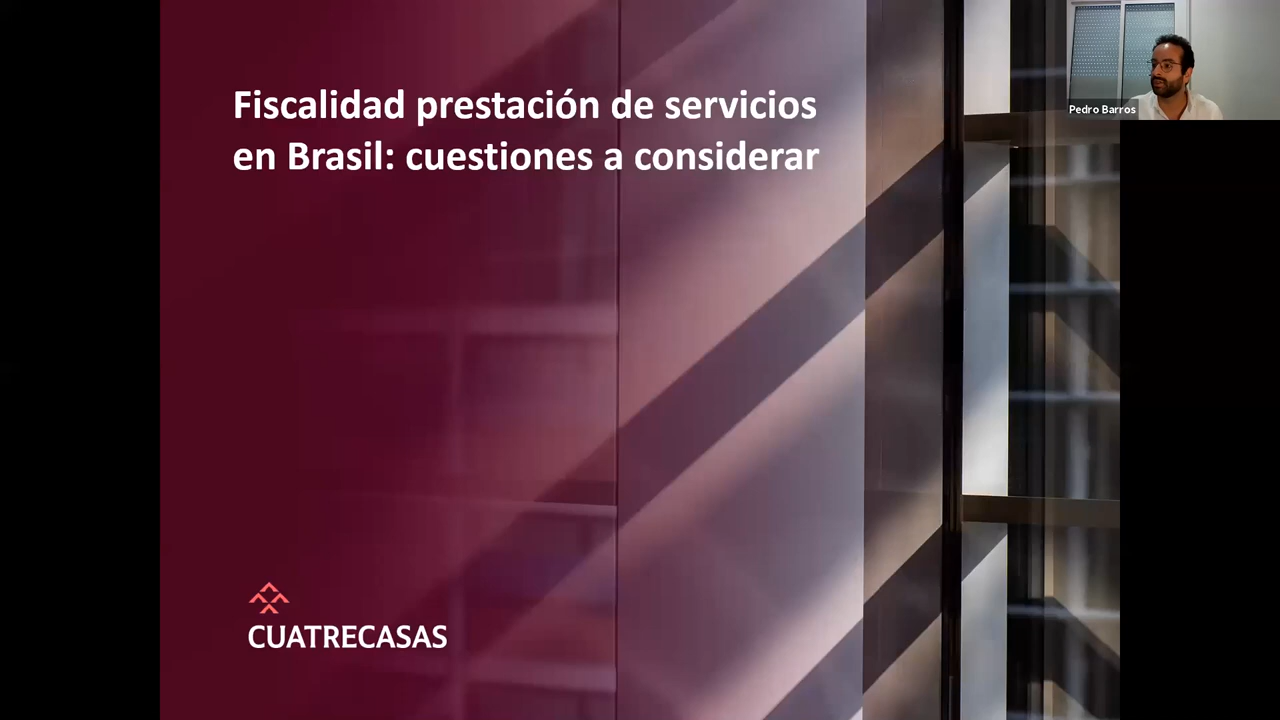 Fiscalidad prestación de servicios
en Brasil: cuestiones a considerar
Pedro Barros
CUATRECASAS